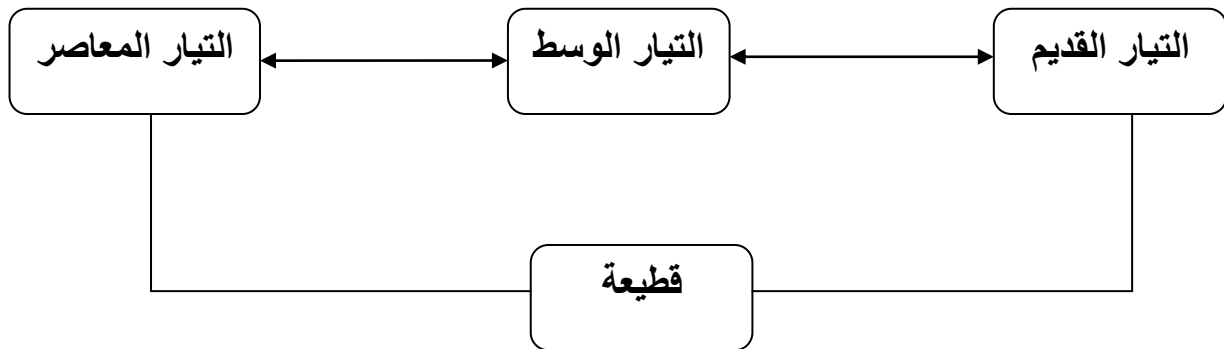 التيار القديم
التيار الوسط
التيار المعاصر
قطيعة